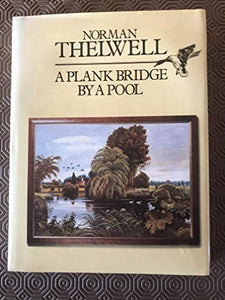 NORMAN
THELWELL
A PLANK BRIDGE
BY A POOL